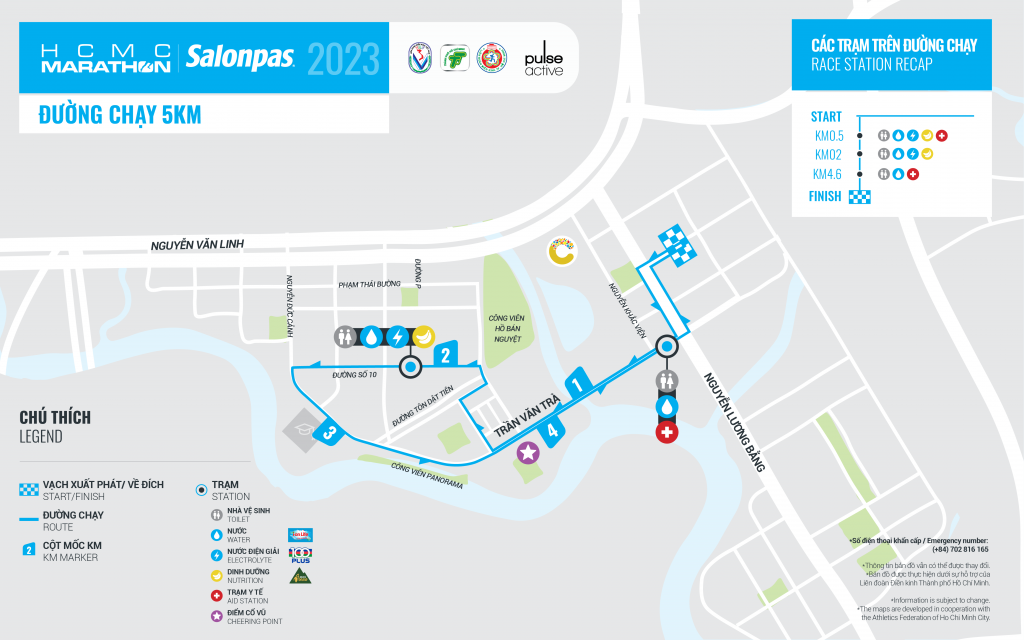 HCMC
MARATHON
Salonpas
2023
pulse
active
ĐƯỜNG CHẠY 5KM
CÁC TRẠM TRÊN ĐƯỜNG CHẠY
RACE STATION RECAP
START
KM0.5
KM02
KM4.6
FINISH
NGUYỄN VĂN LINH
NGUYỄN ĐỨC CẢNH
PHẠM THÁI BƯỜNG
ĐƯỜNG P
CÔNG VIÊN
HỒ BÁN
NGUYỆT
NGUYỄN KHẮC VIỆN
2
ĐƯỜNG SỐ 10
ĐƯỜNG TÔN DẬT TIÊN
1
TRẦN VĂN TRÀ
NGUYỄN LƯƠNG BẰNG
3
4
CÔNG VIÊN PANORAMA
CHÚ THÍCH
LEGEND
VẠCH XUẤT PHÁT/ VỀ ĐÍCH
START/FINISH
ĐƯỜNG CHẠY
ROUTE
2
CỘT MỐC KM
KM MARKER
TRẠM
STATION
NHÀ VỆ SINH
TOILET
NƯỚC
WATER
NƯỚC ĐIỆN GIẢI
ELECTROLYTE
100
PLUS
DINH DƯỠNG
NUTRITION
TRẠM Y TẾ
AID STATION
ĐIỂM CỔ VŨ
CHEERING POINT
*Số điện thoại khẩn cấp / Emergency number:
(+84) 702 816 165
*Thông tin bản đồ vẫn có thể được thay đổi.
*Bản đồ được thực hiện dưới sự hỗ trợ của
Liên đoàn Điền kinh Thành phố Hồ Chí Minh.
*Information is subject to change.
*The maps are developed in cooperation with
the Athletics Federation of Ho Chi Minh City.